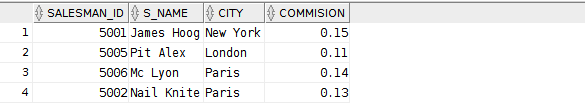 SALESMAN_ID S_NAME CITY COMMISION
1 5001 James Hoog New York 0.15
2 5005 Pit Alex London 0.11
3 5006 Mc Lyon Paris 0.14
4 5002 Nail Knite Paris 0.13